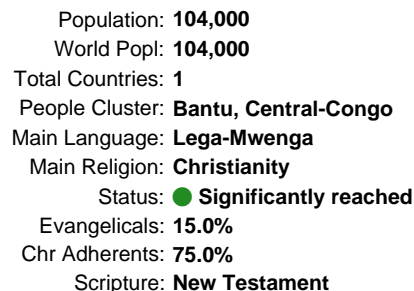 Population: 104,000
World Popl: 104,000
Total Countries: 1
People Cluster: Bantu, Central-Congo
Main Language: Lega-Mwenga
Main Religion: Christianity
Status: Significantly reached
Evangelicals: 15.0%
Chr Adherents: 75.0%
Scripture: New Testament